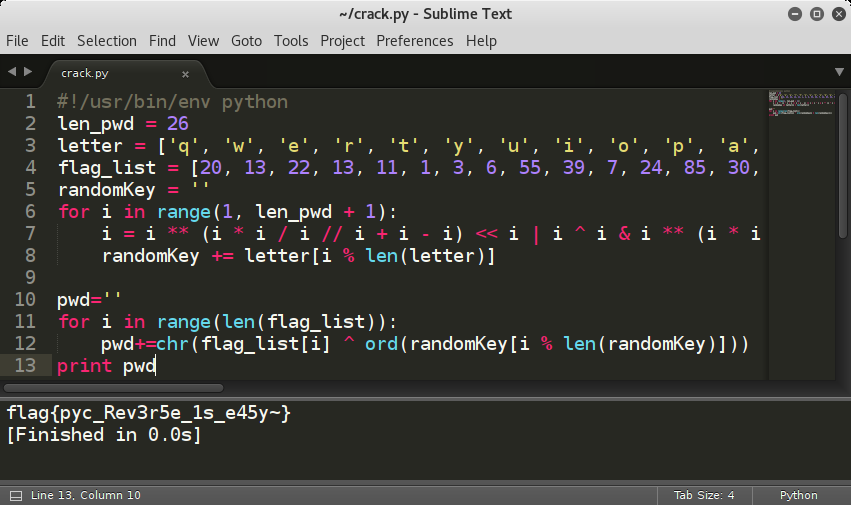 ~/crack.py - Sublime Text
File Edit Selection Find View Goto Tools Project Preferences Help
crack.py ×
1 #!/usr/bin/env python
2 len_pwd = 26
3 letter = ['q', 'w', 'e', 'r', 't', 'y', 'u', 'i', 'o', 'p', 'a',
4 flag_list = [20, 13, 22, 13, 11, 1, 3, 6, 55, 39, 7, 24, 85, 30,
5 randomKey = ''
6 for i in range(1, len_pwd + 1):
7 i = i ** (i * i / i // i + i - i) << i | i ^ i & i ** (i * i
8 randomKey += letter[i % len(letter)]
9
10 pwd=''
11 for i in range(len(flag_list)):
12 pwd+=chr(flag_list[i] ^ ord(randomKey[i % len(randomKey)]))
13 print pwd
flag{pyc_Rev3r5e_1s_e45y~}
[Finished in 0.0s]
Line 13, Column 10 Tab Size: 4 Python